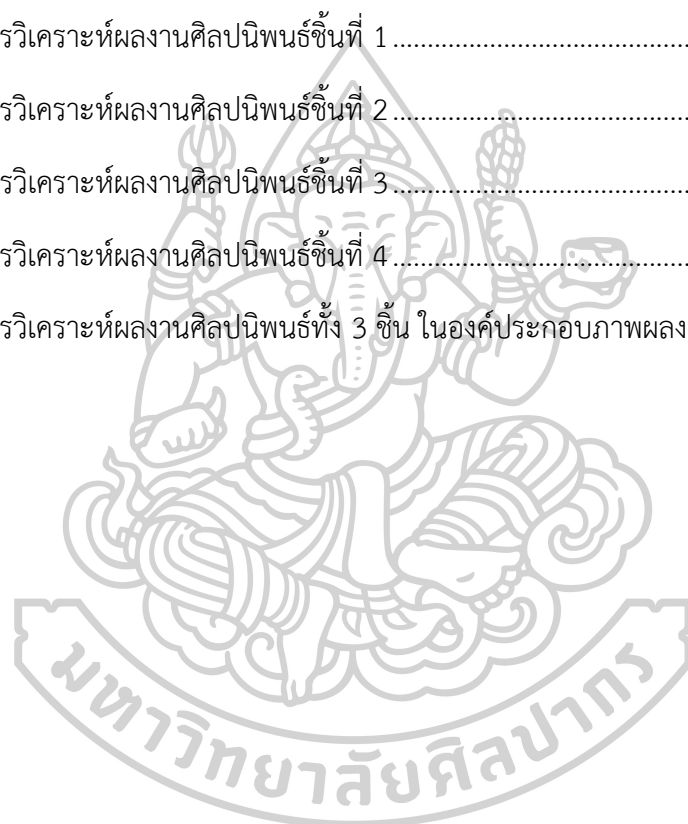 รวิเคราะห์ผลงานศิลปนิพนธ์ชิ้นที่ 1 ........................................
รวิเคราะห์ผลงานศิลปนิพนธ์ชิ้นที่ 2 ........................................
รวิเคราะห์ผลงานศิลปนิพนธ์ชิ้นที่ 3 ........................................
รวิเคราะห์ผลงานศิลปนิพนธ์ชิ้นที่ 4 ........................................
รวิเคราะห์ผลงานศิลปนิพนธ์ทั้ง 3 ชิ้น ในองค์ประกอบภาพผลง
มหาวิทยาลัยศิลปากร